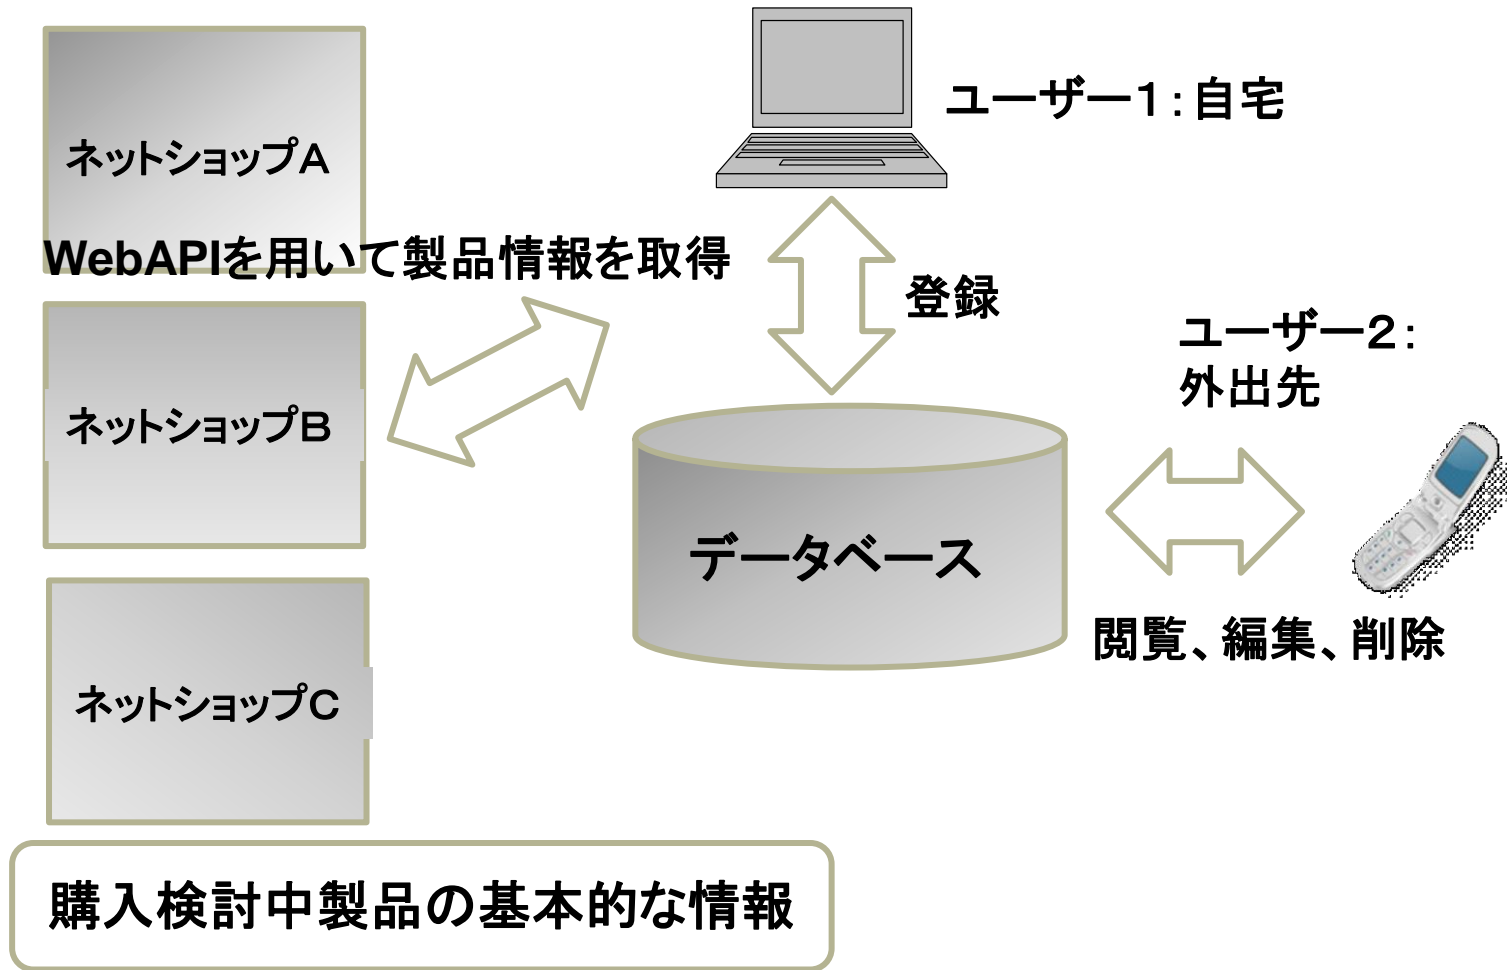 ユーザー１：自宅
ネットショップＡ
WebAPIを用いて製品情報を取得
登録
ユーザー２：
外出先
ネットショップＢ
データベース
閲覧、編集、削除
ネットショップＣ
購入検討中製品の基本的な情報